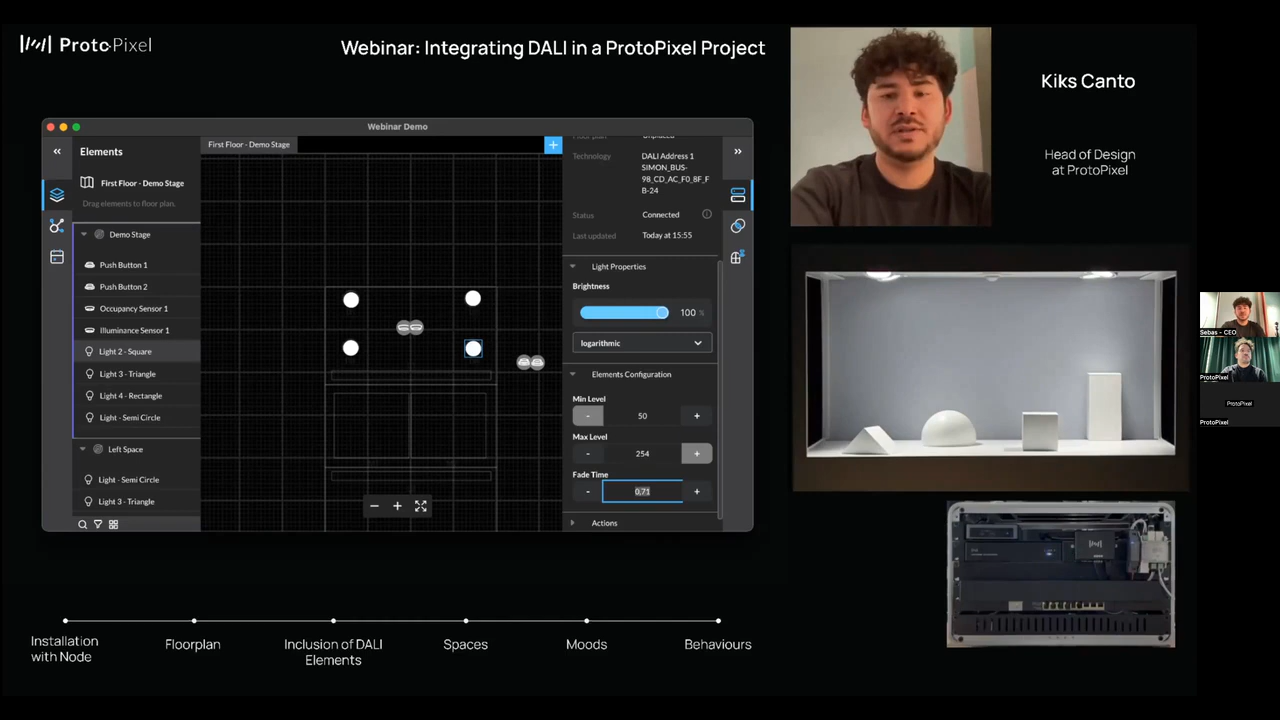 Proto·Pixel
Webinar: Integrating DALI in a ProtoPixel Project
Kiks Canto
Head of Design
at ProtoPixel
Webinar Demo
Elements
First Floor - Demo Stage
Drag elements to floor plan.
Demo Stage
Push Button 1
Push Button 2
Occupancy Sensor 1
Illuminance Sensor 1
Light 2 - Square
Light 3 - Triangle
Light 4 - Rectangle
Light - Semi Circle
Left Space
Light - Semi Circle
Light 3 - Triangle
First Floor - Demo Stage
Technology
DALI Address 1
SIMON_BUS-
98_CD_AC_F0_8F_F
B-24
Status
Connected
Last updated
Today at 15:55
Light Properties
Brightness
100 %
logarithmic
Elements Configuration
Min Level
- 50 +
Max Level
- 254 +
Fade Time
- 0,71 +
Actions
Installation
with Node
Floorplan
Inclusion of DALI
Elements
Spaces
Moods
Behaviours
Sebas - CEO
ProtoPixel
ProtoPixel
ProtoPixel